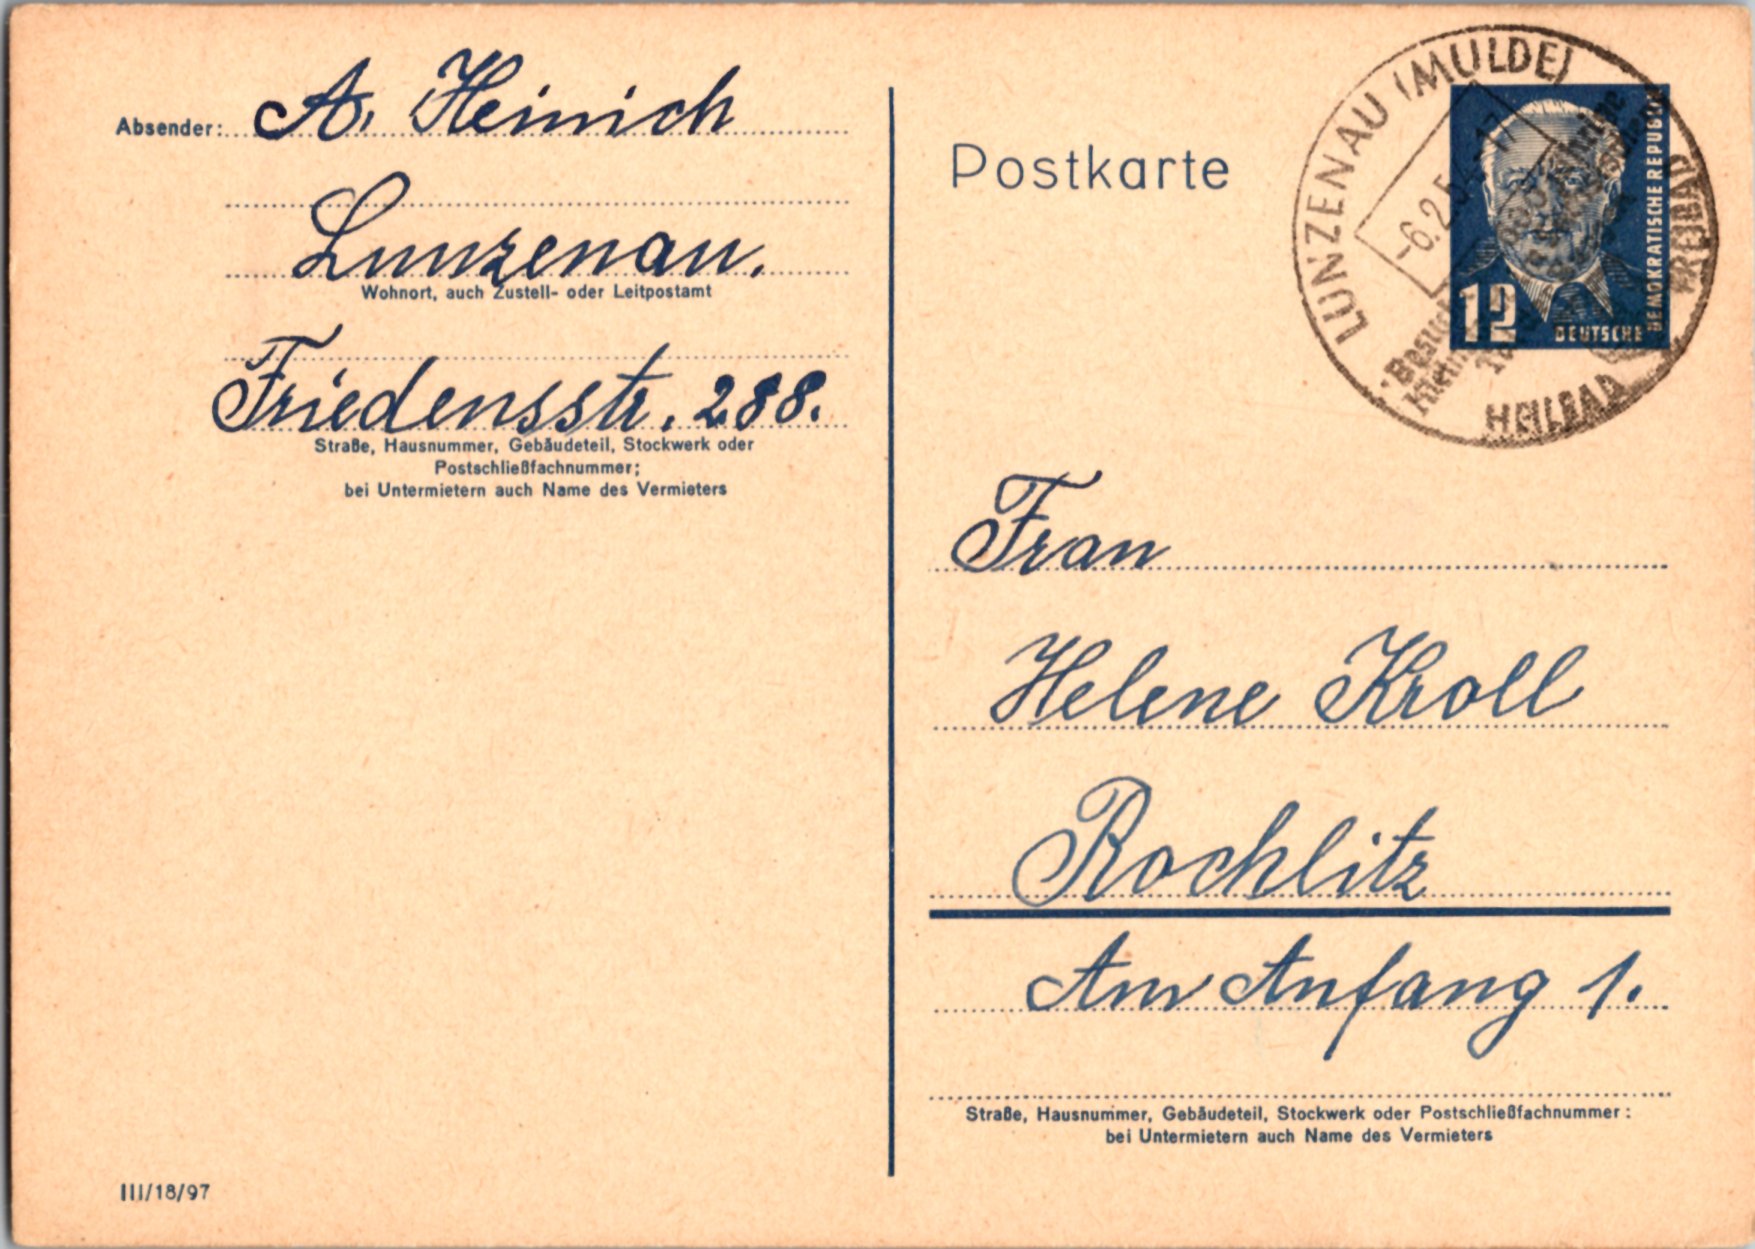 Absender: A. Heinich
Lunzenau.
Wohnort, auch Zustell- oder Leitpostamt
Friedensstr. 288.
Straße, Hausnummer, Gebäudeteil, Stockwerk oder
Postschließfachnummer;
bei Untermietern auch Name des Vermieters
III/18/97
Postkarte
LUNZENAU (MULDE)
HEILBAD
12
DEUTSCHE
DEMOKRATISCHE REPUBLIK
Frau
Helene Kroll
Rochlitz
Am Anfang 1.
Straße, Hausnummer, Gebäudeteil, Stockwerk oder Postschließfachnummer:
bei Untermietern auch Name des Vermieters